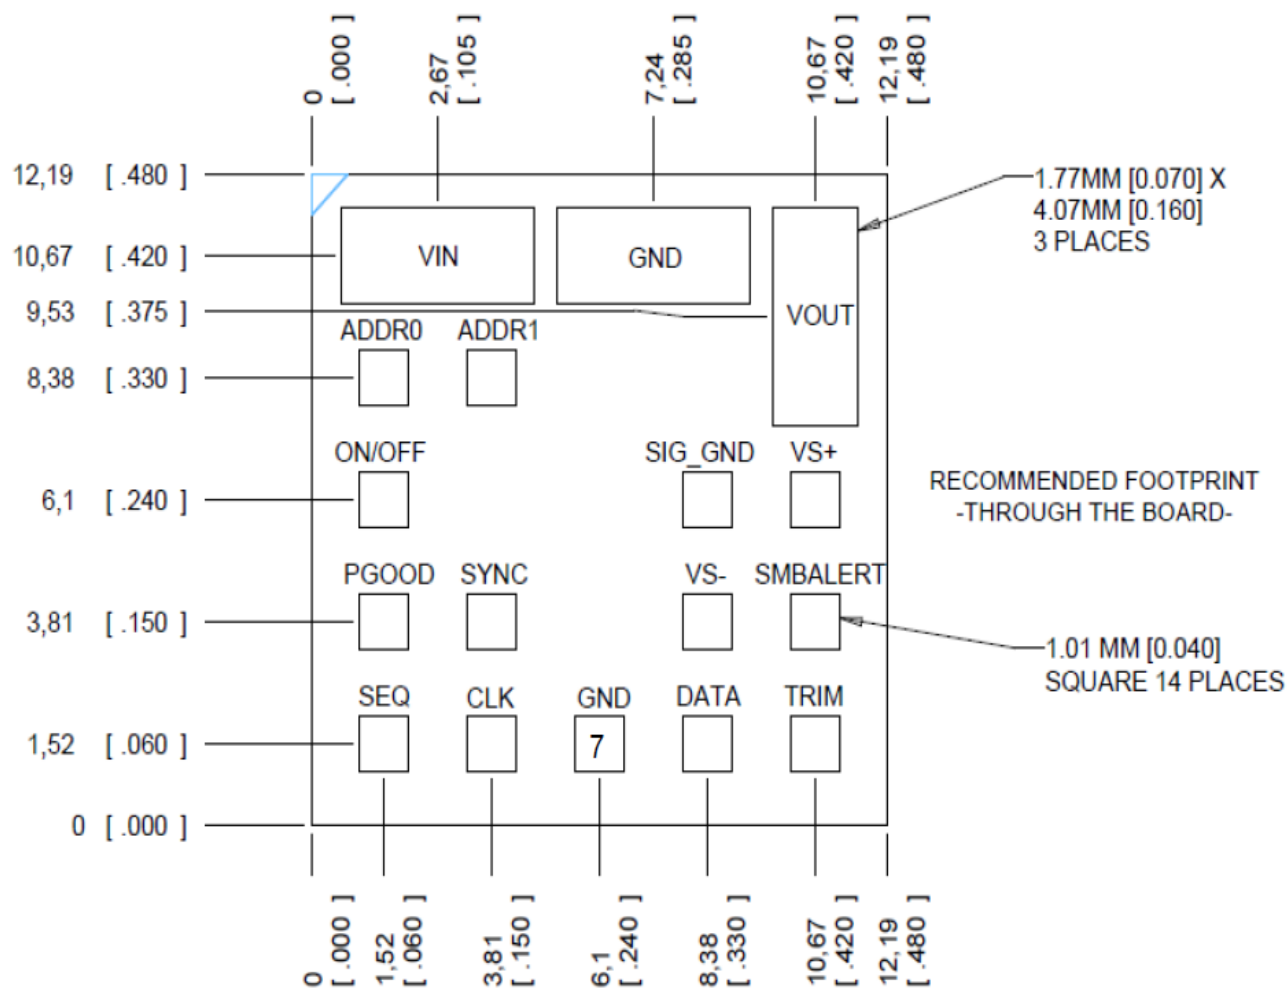 0
[ .000 ]
2,67
[ .105 ]
7,24
[ .285 ]
10,67
[ .420 ]
12,19
[ .480 ]
12,19 [ .480 ]
1.77MM [0.070] X
4.07MM [0.160]
3 PLACES
10,67 [ .420 ]
VIN
GND
9,53 [ .375 ]
VOUT
ADDR0 ADDR1
8,38 [ .330 ]
ON/OFF SIG_GND VS+
6,1 [ .240 ]
RECOMMENDED FOOTPRINT
-THROUGH THE BOARD-
PGOOD SYNC VS- SMBALERT
3,81 [ .150 ]
1.01 MM [0.040]
SQUARE 14 PLACES
SEQ CLK GND DATA TRIM
1,52 [ .060 ]
7
0 [ .000 ]
0
[ .000 ]
1,52
[ .060 ]
3,81
[ .150 ]
6,1
[ .240 ]
8,38
[ .330 ]
10,67
[ .420 ]
12,19
[ .480 ]